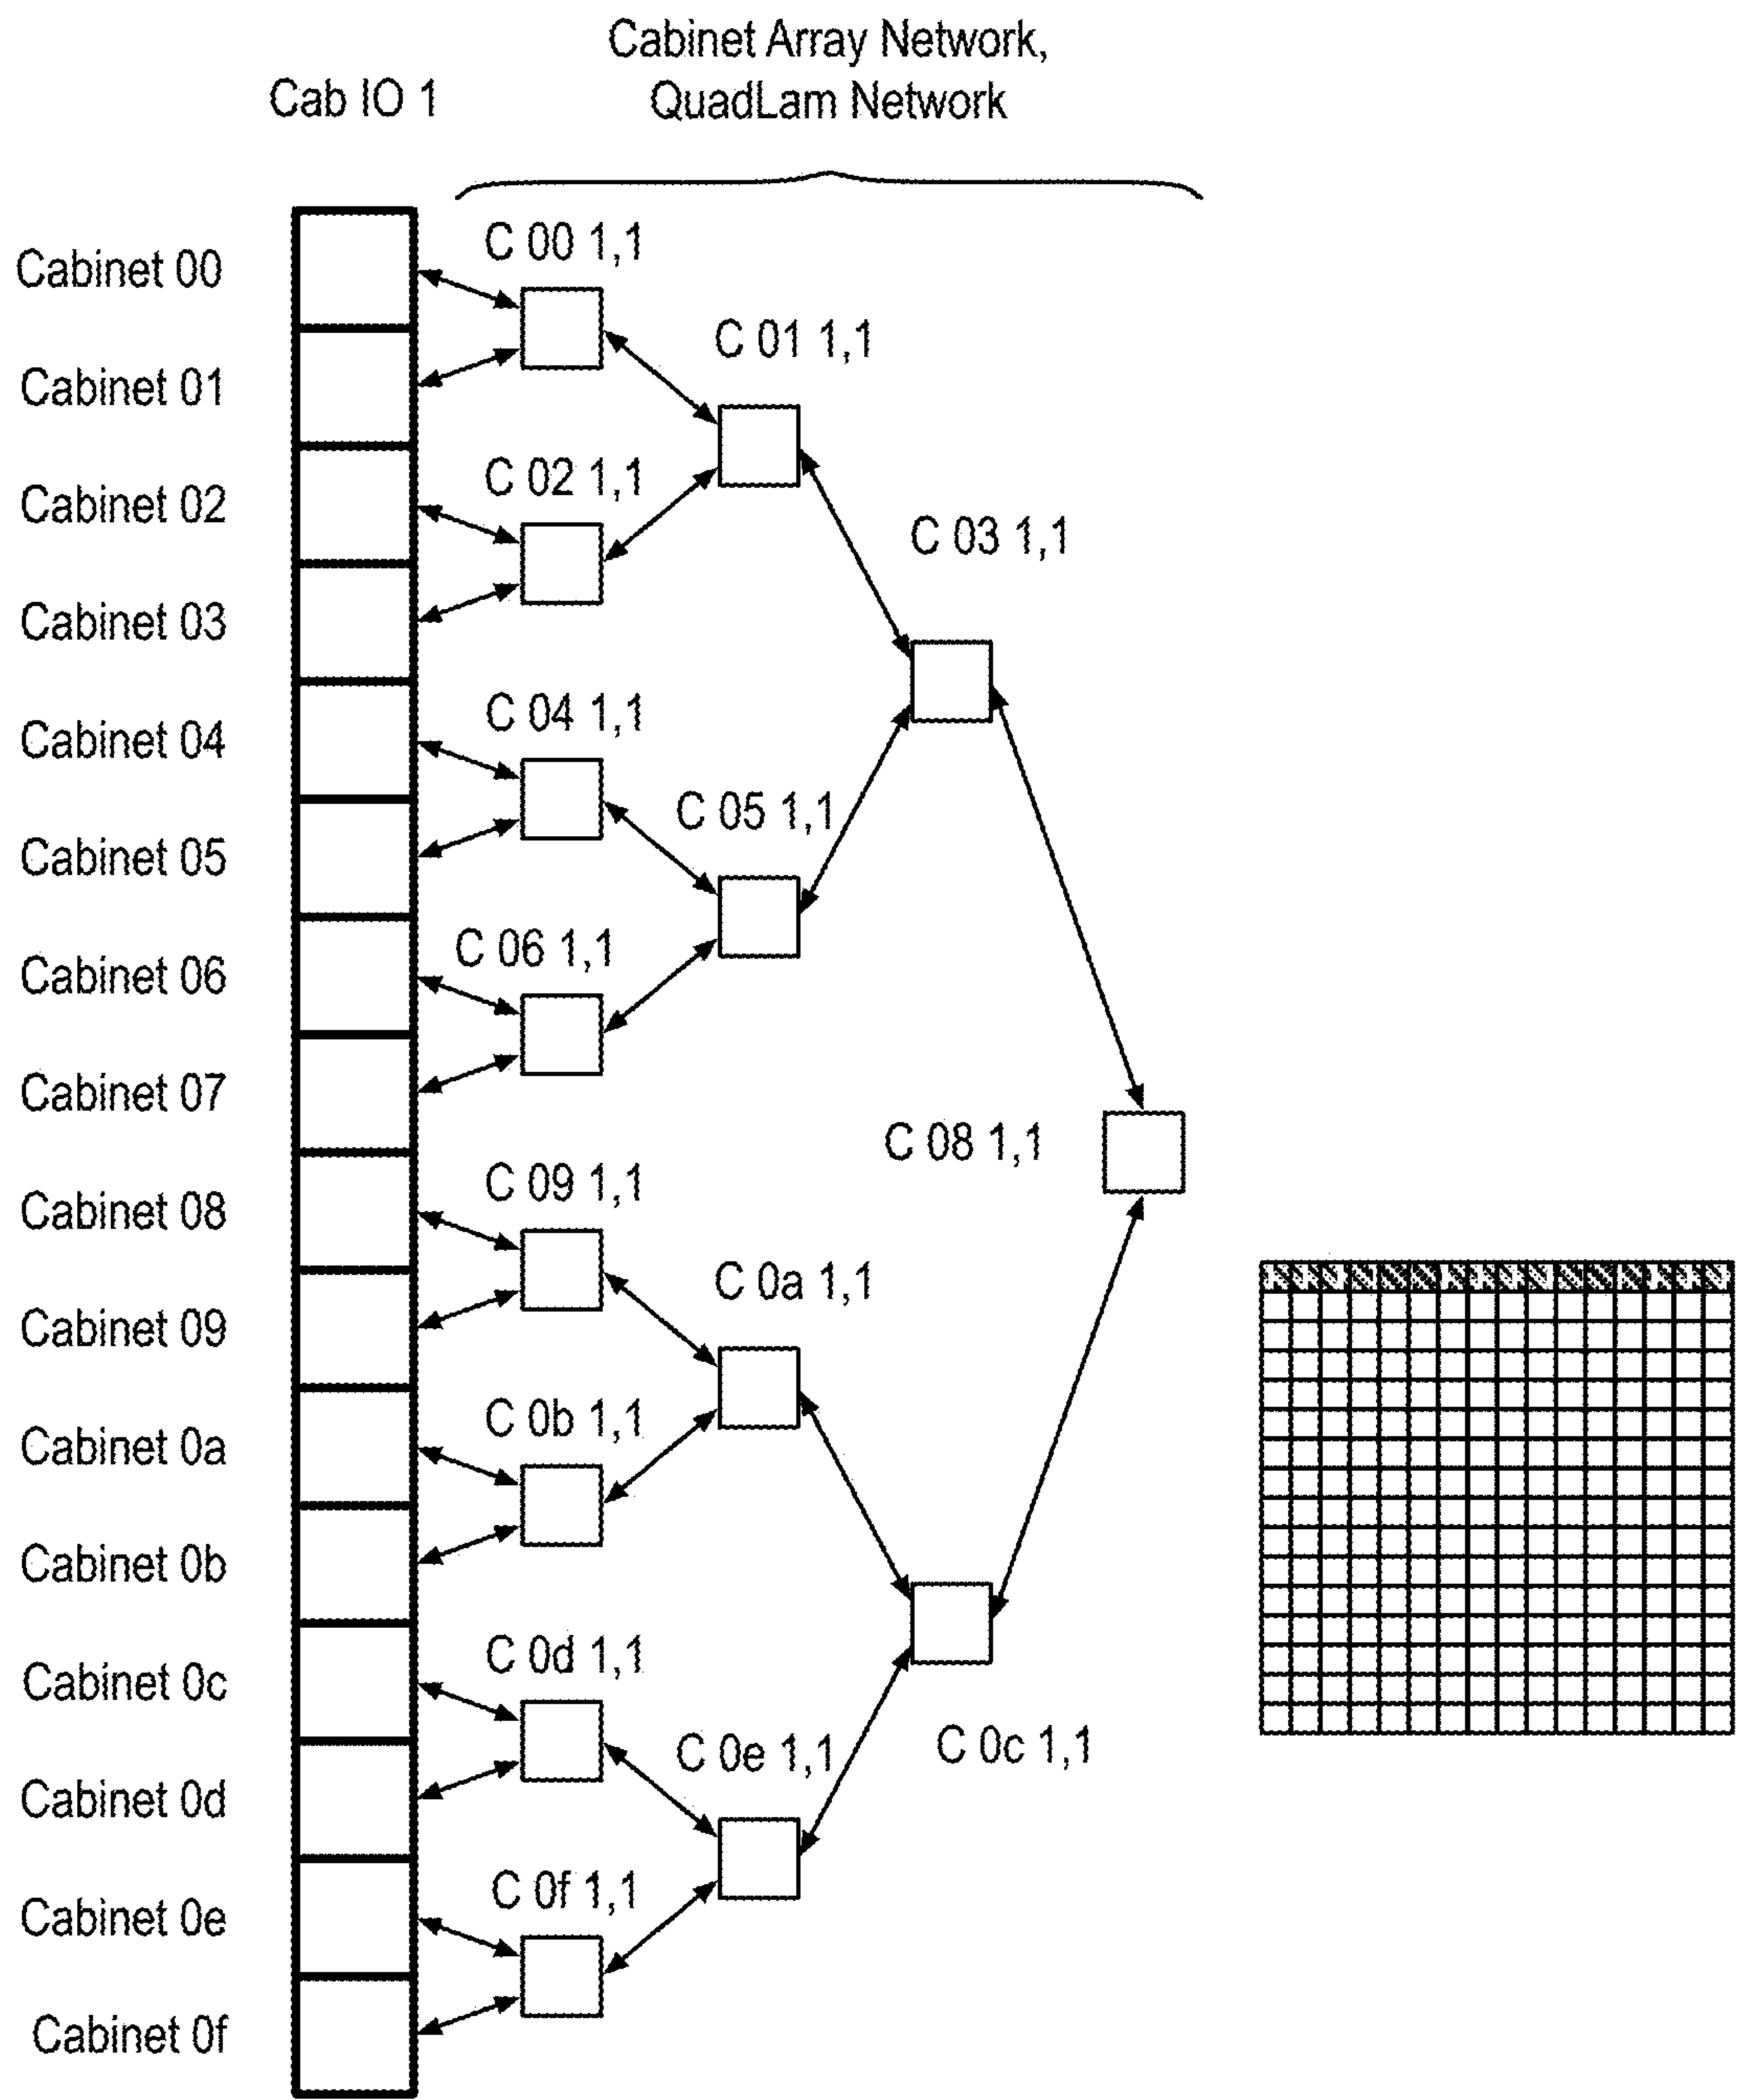 Cabinet Array Network,
QuadLam Network
Cab IO 1
Cabinet 00
Cabinet 01
Cabinet 02
Cabinet 03
Cabinet 04
Cabinet 05
Cabinet 06
Cabinet 07
Cabinet 08
Cabinet 09
Cabinet 0a
Cabinet 0b
Cabinet 0c
Cabinet 0d
Cabinet 0e
Cabinet 0f
C 00 1,1
C 01 1,1
C 02 1,1
C 03 1,1
C 04 1,1
C 05 1,1
C 06 1,1
C 08 1,1
C 09 1,1
C 0a 1,1
C 0b 1,1
C 0d 1,1
C 0e 1,1
C 0c 1,1
C 0f 1,1